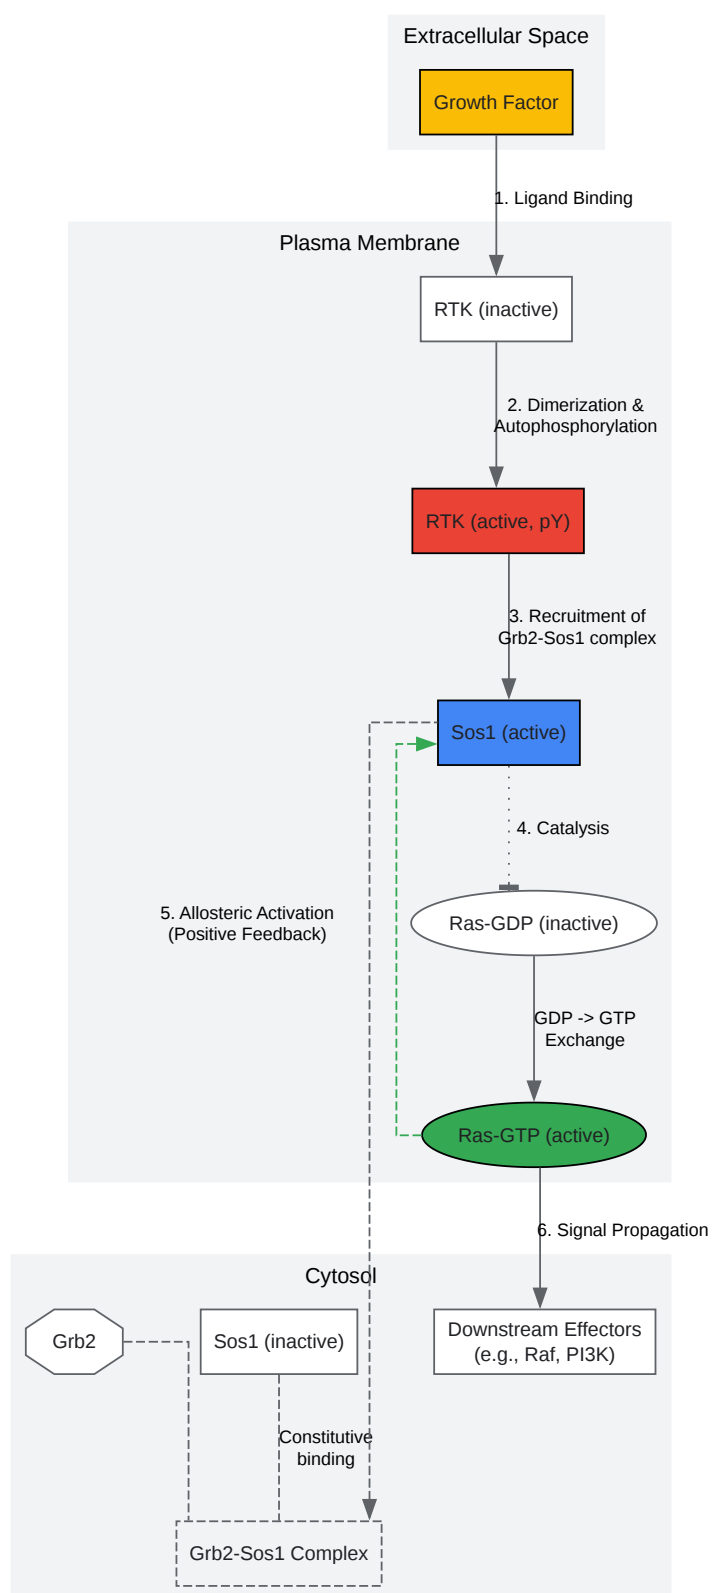 Extracellular Space
Growth Factor
1. Ligand Binding
Plasma Membrane
RTK (inactive)
2. Dimerization &
Autophosphorylation
RTK (active, pY)
3. Recruitment of
Grb2-Sos1 complex
Sos1 (active)
4. Catalysis
5. Allosteric Activation
(Positive Feedback)
Ras-GDP (inactive)
GDP -> GTP
Exchange
Ras-GTP (active)
6. Signal Propagation
Cytosol
Grb2
Sos1 (inactive)
Downstream Effectors
(e.g., Raf, PI3K)
Constitutive
binding
Grb2-Sos1 Complex